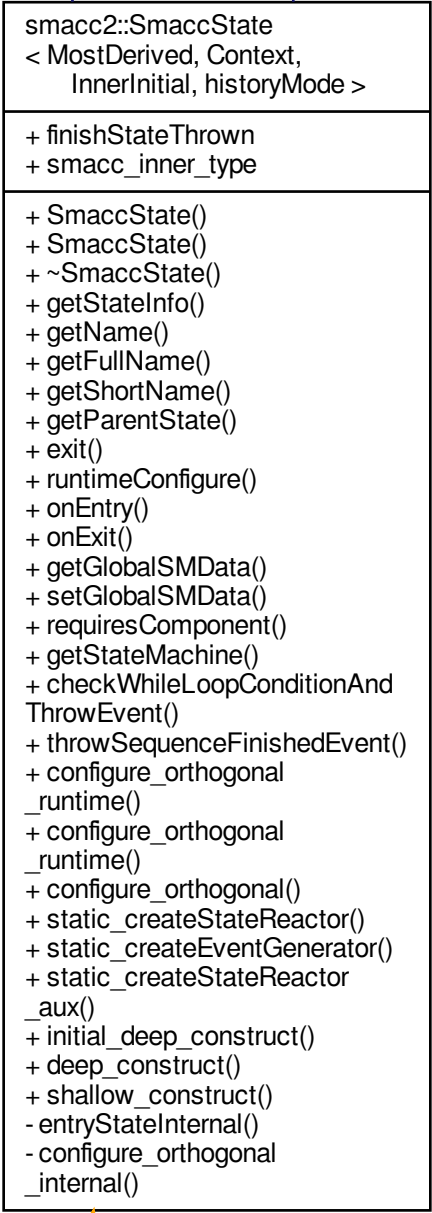 smacc2::SmaccState
< MostDerived, Context,
InnerInitial, historyMode >
+ finishStateThrown
+ smacc_inner_type
+ SmaccState()
+ SmaccState()
+ ~SmaccState()
+ getStateInfo()
+ getName()
+ getFullName()
+ getShortName()
+ getParentState()
+ exit()
+ runtimeConfigure()
+ onEntry()
+ onExit()
+ getGlobalSMData()
+ setGlobalSMData()
+ requiresComponent()
+ getStateMachine()
+ checkWhileLoopConditionAnd
ThrowEvent()
+ throwSequenceFinishedEvent()
+ configure_orthogonal
_runtime()
+ configure_orthogonal
_runtime()
+ configure_orthogonal()
+ static_createStateReactor()
+ static_createEventGenerator()
+ static_createStateReactor
_aux()
+ initial_deep_construct()
+ deep_construct()
+ shallow_construct()
- entryStateInternal()
- configure_orthogonal
_internal()